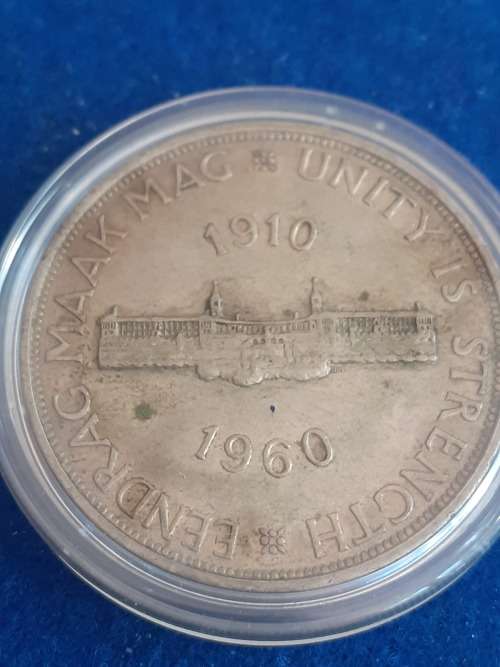 EENDRAG MAAK MAG
UNITY IS STRENGTH
1910
1960